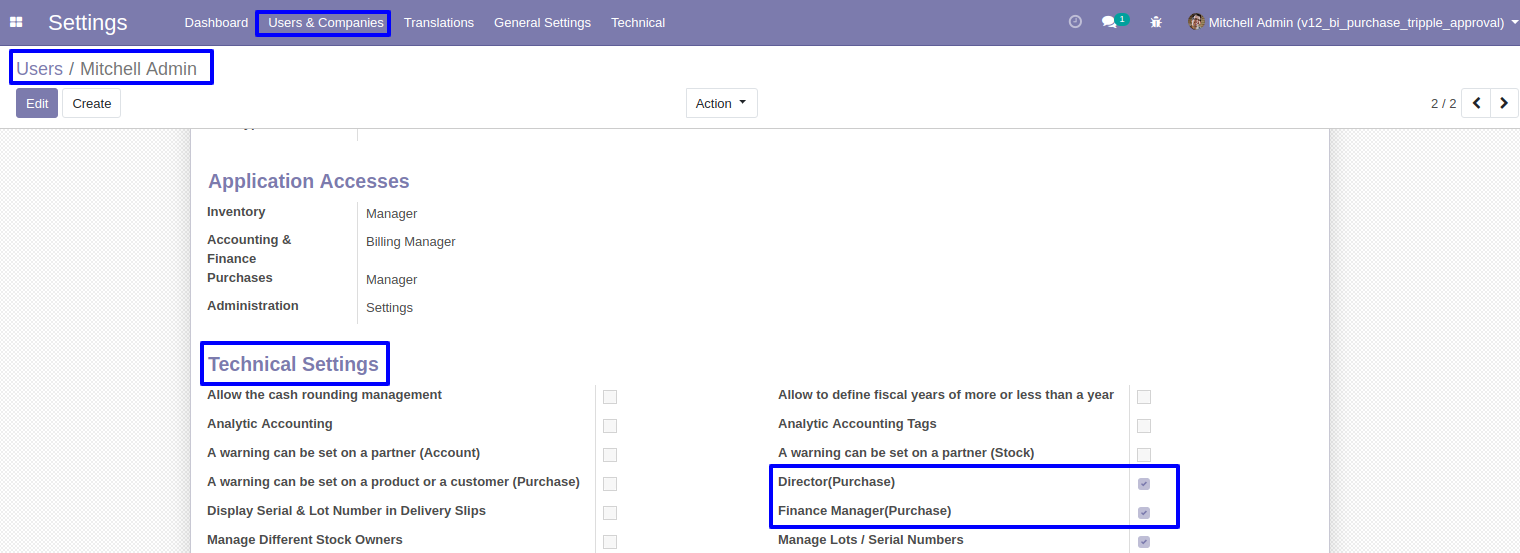 Settings Dashboard Users & Companies Translations General Settings Technical 1 Mitchell Admin (v12_bi_purchase_tripple_approval)
Users / Mitchell Admin
Edit Create Action 2 / 2
Application Accesses
Inventory Manager
Accounting & Finance Billing Manager
Purchases Manager
Administration Settings
Technical Settings
Allow the cash rounding management Allow to define fiscal years of more or less than a year
Analytic Accounting Analytic Accounting Tags
A warning can be set on a partner (Account) A warning can be set on a partner (Stock)
A warning can be set on a product or a customer (Purchase) Director(Purchase)
Display Serial & Lot Number in Delivery Slips Finance Manager(Purchase)
Manage Different Stock Owners Manage Lots / Serial Numbers